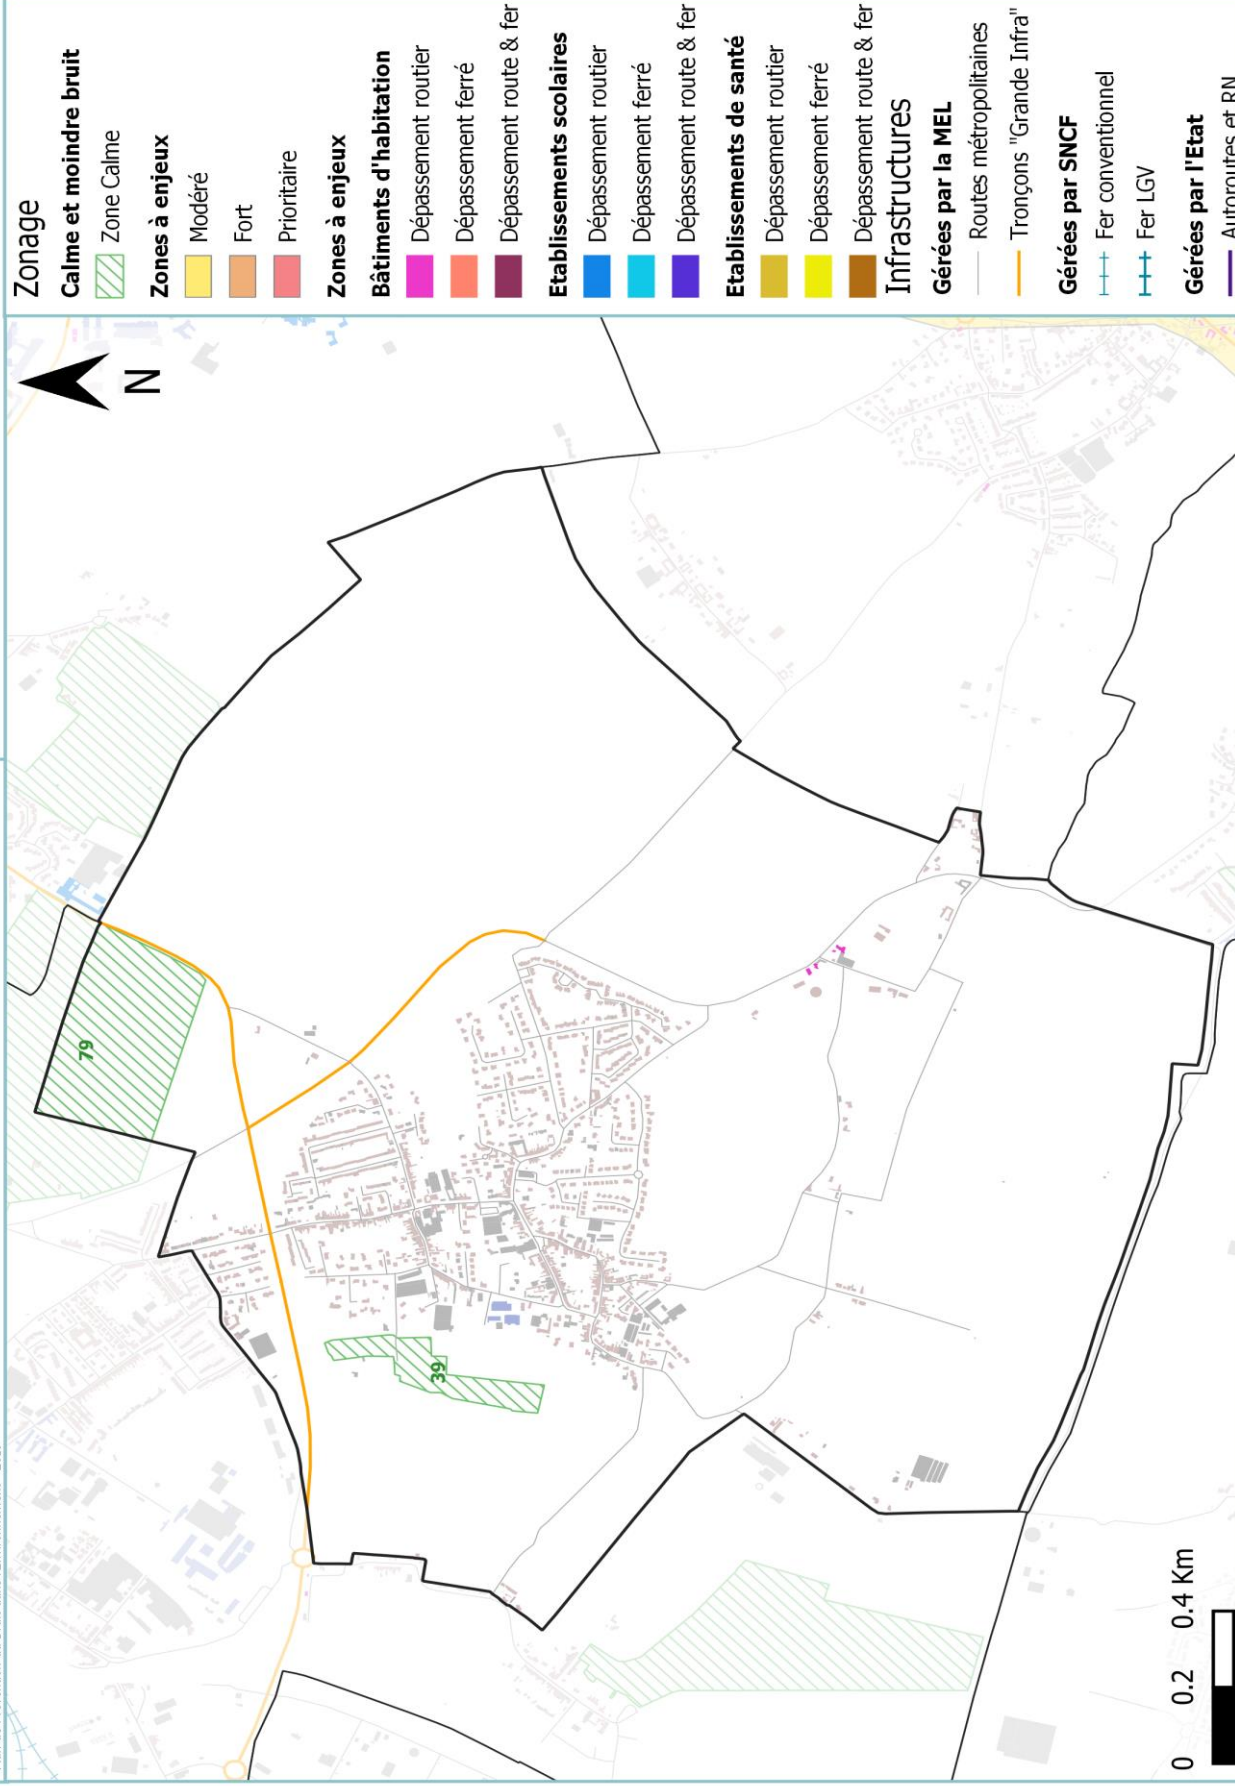 Zonage
Calme et moindre bruit
Zone Calme
Zones à enjeux
Modéré
Fort
Prioritaire
Zones à enjeux
Bâtiments d'habitation
Dépassement routier
Dépassement ferré
Dépassement route & fer
Etablissements scolaires
Dépassement routier
Dépassement ferré
Dépassement route & fer
Etablissements de santé
Dépassement routier
Dépassement ferré
Dépassement route & fer
Infrastructures
Gérées par la MEL
Routes métropolitaines
Tronçons "Grande Infra"
Gérées par SNCF
Fer conventionnel
Fer LGV
Gérées par l'Etat
Autoroutes et RN
N
79
39
0 0.2 0.4 Km